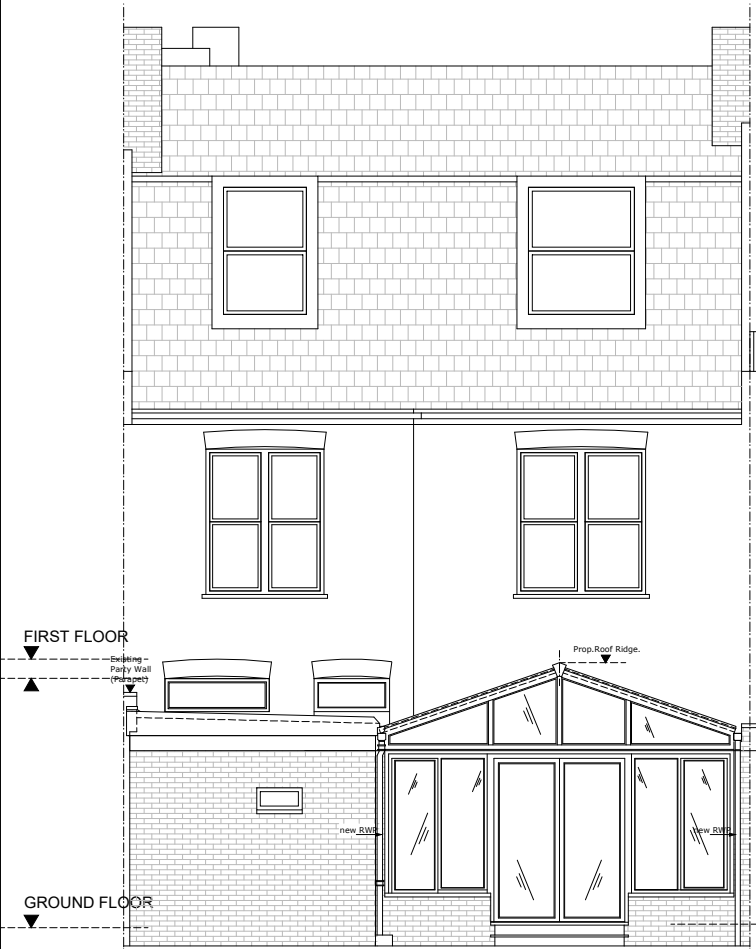 FIRST FLOOR
Existing
Party Wall
(Parapet)
Prop.Roof Ridge.
new RWP
new RWP
GROUND FLOOR